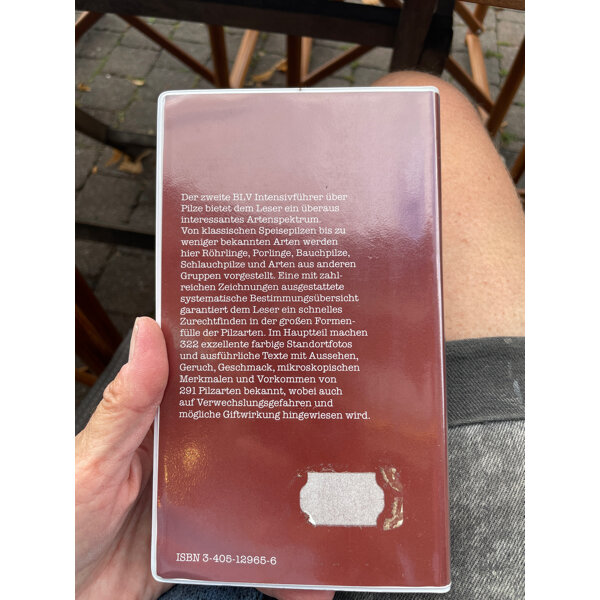 Der zweite BLV Intensivführer über
Pilze bietet dem Leser ein überaus
interessantes Artenspektrum.
Von klassischen Speisepilzen bis zu
weniger bekannten Arten werden
hier Röhrlinge, Porlinge, Bauchpilze,
Schlauchpilze und Arten aus anderen
Gruppen vorgestellt. Eine mit zahl-
reichen Zeichnungen ausgestattete
systematische Bestimmungsübersicht
garantiert dem Leser ein schnelles
Zurechtfinden in der großen Formen-
fülle der Pilzarten. Im Hauptteil machen
322 exzellente farbige Standortfotos
und ausführliche Texte mit Aussehen,
Geruch, Geschmack, mikroskopischen
Merkmalen und Vorkommen von
291 Pilzarten bekannt, wobei auch
auf Verwechslungsgefahren und
mögliche Giftwirkung hingewiesen wird.
ISBN 3-405-12965-6